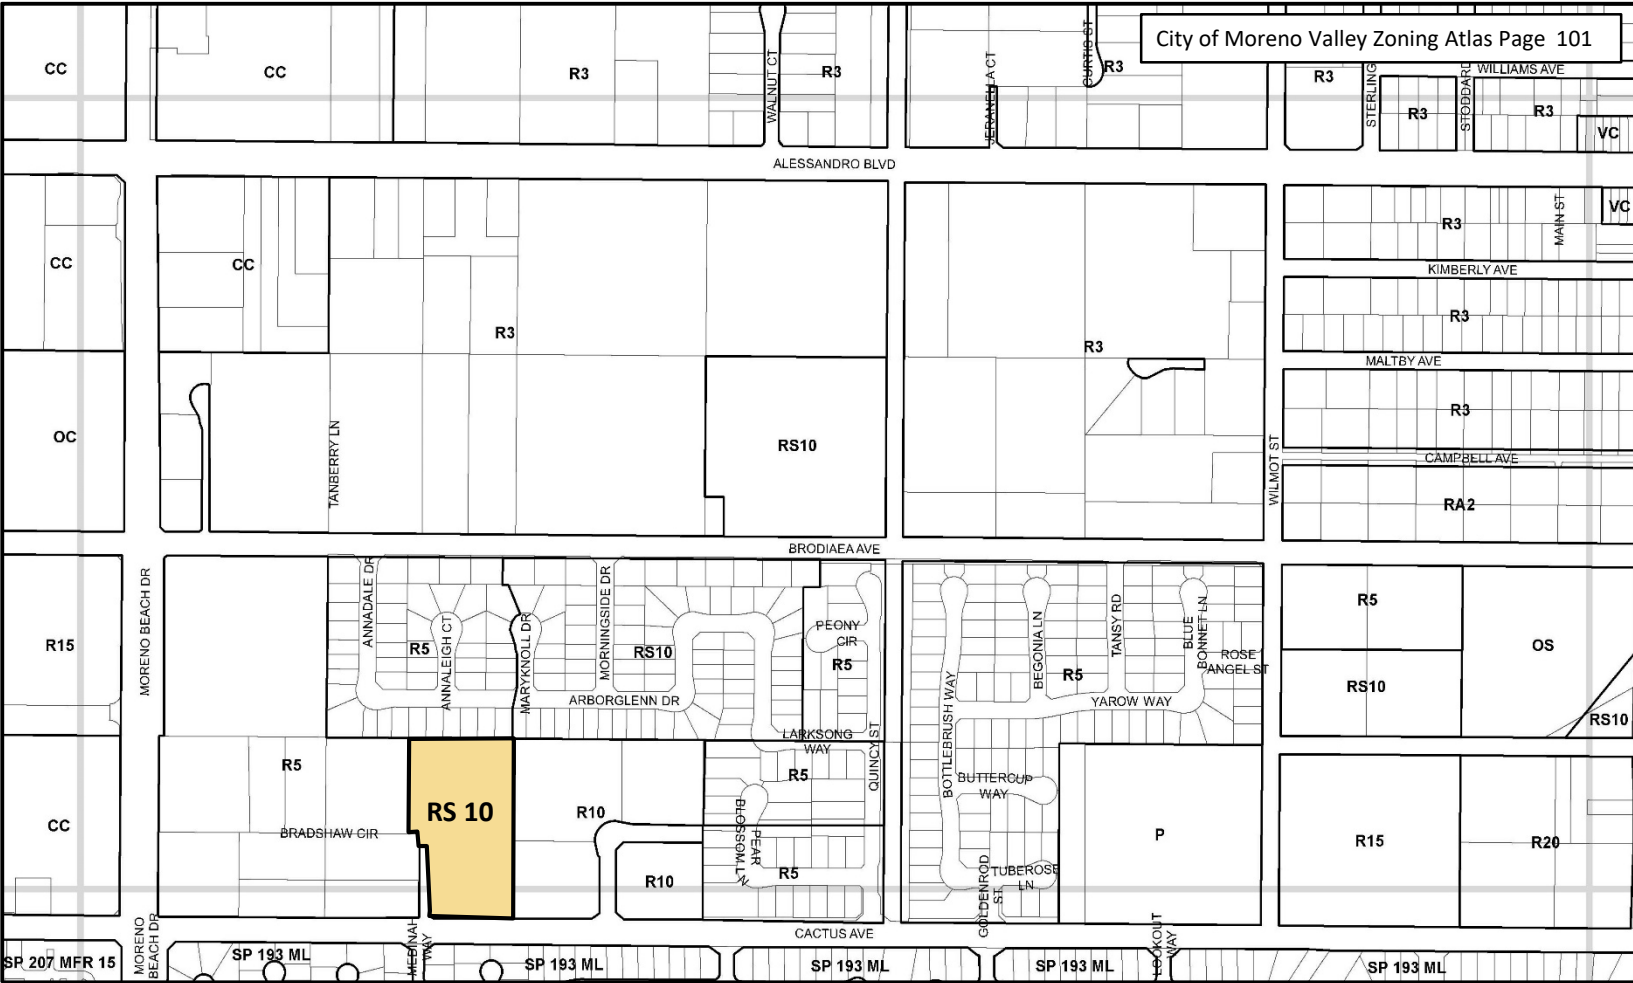 City of Moreno Valley Zoning Atlas Page 101
CC
CC
R3
WALNUT CT
R3
JERANELLA CT
CURTIS ST
R3
R3
STERLING
STODDARD
WILLIAMS AVE
R3
R3
VC
ALESSANDRO BLVD
CC
CC
R3
R3
R3
MAIN ST
VC
KIMBERLY AVE
R3
MALTBY AVE
R3
CAMPBELL AVE
RA2
OC
TANBERRY LN
RS10
WILMOT ST
BRODIAEA AVE
R15
MORENO BEACH DR
ANNADALE DR
R5
ANNALEIGH CT
MARYKNOLL DR
MORNINGSIDE DR
RS10
ARBORGLENN DR
PEONY
CIR
R5
LARKSONG
WAY
QUINCY ST
BOTTLEBRUSH WAY
BEGONIA LN
R5
TANSY RD
BLUE
BONNET LN
ROSE
ANGEL ST
YAROW WAY
R5
RS10
OS
RS10
CC
R5
BRADSHAW CIR
RS 10
R10
R10
R5
BLOSSOM LN
PEAR
R5
BUTTERCUP
WAY
TUBEROSE
LN
GOLDENROD
ST
P
R15
R20
CACTUS AVE
MORENO
BEACH DR
MEDINAH
WAY
LOOKOUT
WAY
SP 207 MFR 15
SP 193 ML
SP 193 ML
SP 193 ML
SP 193 ML
SP 193 ML